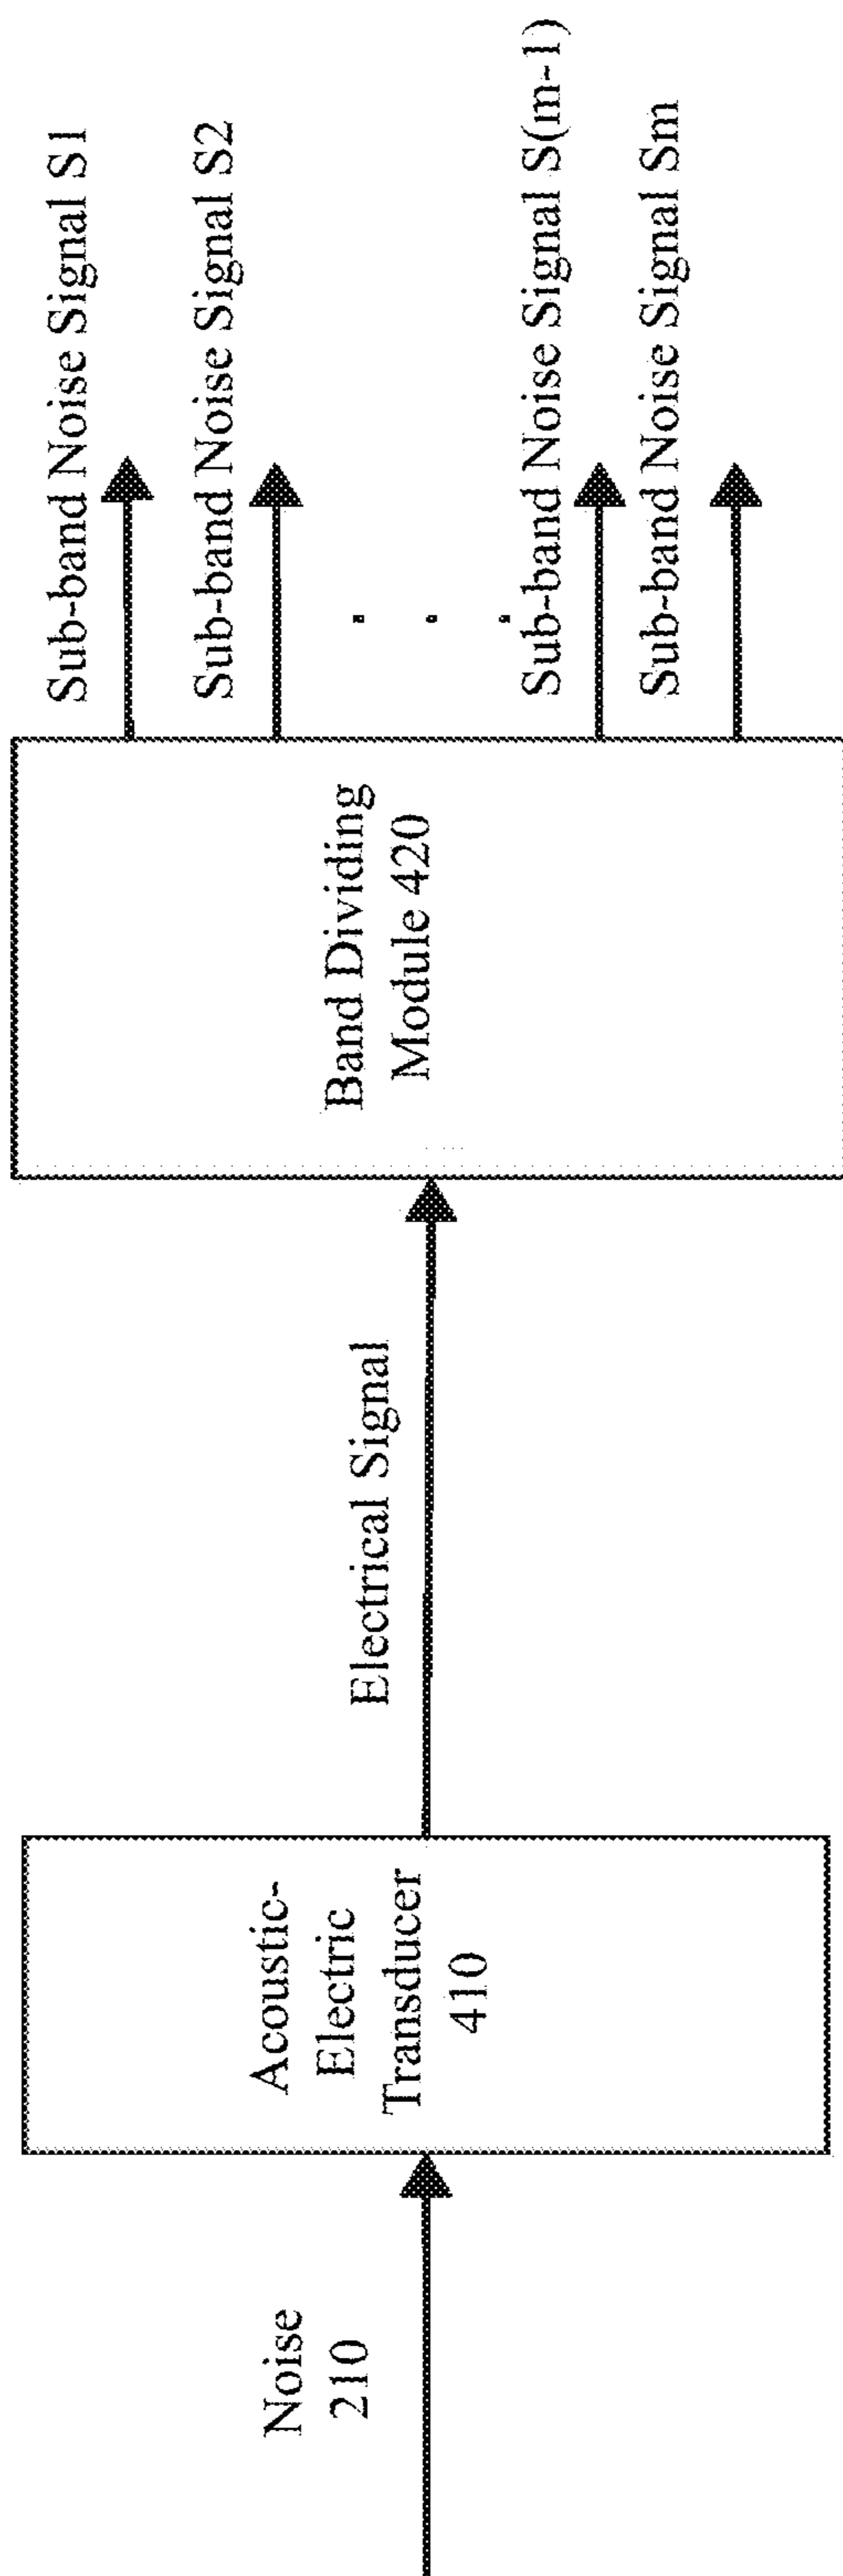 Noise
210
Acoustic-
Electric
Transducer
410
Electrical Signal
Band Dividing
Module 420
Sub-band Noise Signal S1
Sub-band Noise Signal S2
Sub-band Noise Signal S(m-1)
Sub-band Noise Signal Sm